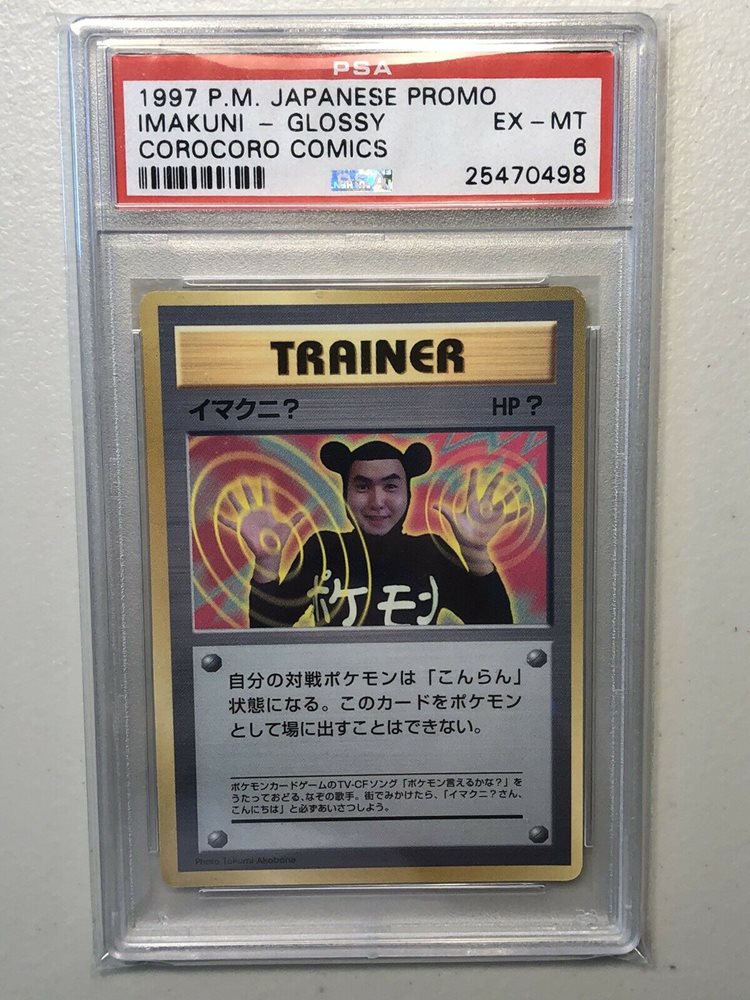 PSA
1997 P.M. JAPANESE PROMO
IMAKUNI - GLOSSY EX - MT
COROCORO COMICS 6
25470498
TRAINER
イマクニ? HP ?
ポケモン
自分の対戦ポケモンは「こんらん」
状態になる。このカードをポケモン
として場に出すことはできない。
ポケモンカードゲームのTV-CFソング「ポケモン言えるかな?」を
うたっておどる、なぞの歌手。街でみかけたら、「イマクニ?さん、
こんにちは」と必ずあいさつしよう。
Photo Takumi Akabane